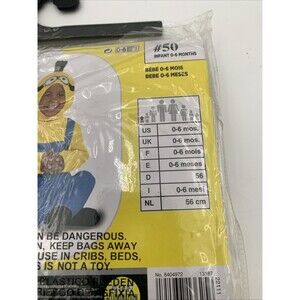 #50
INFANT 0-6 MONTHS
BÉBÉ 0-6 MOIS
BEBE 0-6 MESES
US 0-6 mos.
UK 0-6 mos.
F 0-6 mois
E 0-6 meses
D 56
I 0-6 mesi
NL 56 cm
N BE DANGEROUS.
N, KEEP BAGS AWAY
USE IN CRIBS, BEDS,
IS NOT A TOY.
No. 8404972